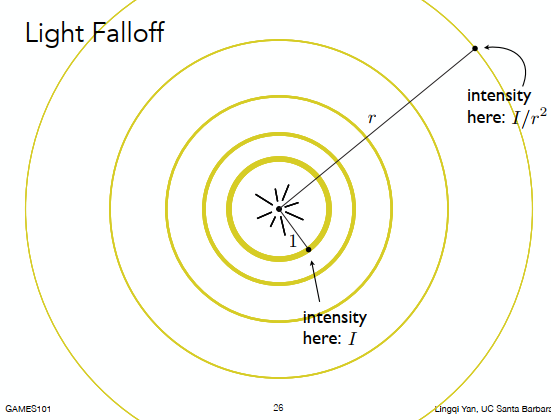 Light Falloff
intensity
here: I/r²
r
1
intensity
here: I
GAMES101
26
Lingqi Yan, UC Santa Barbara